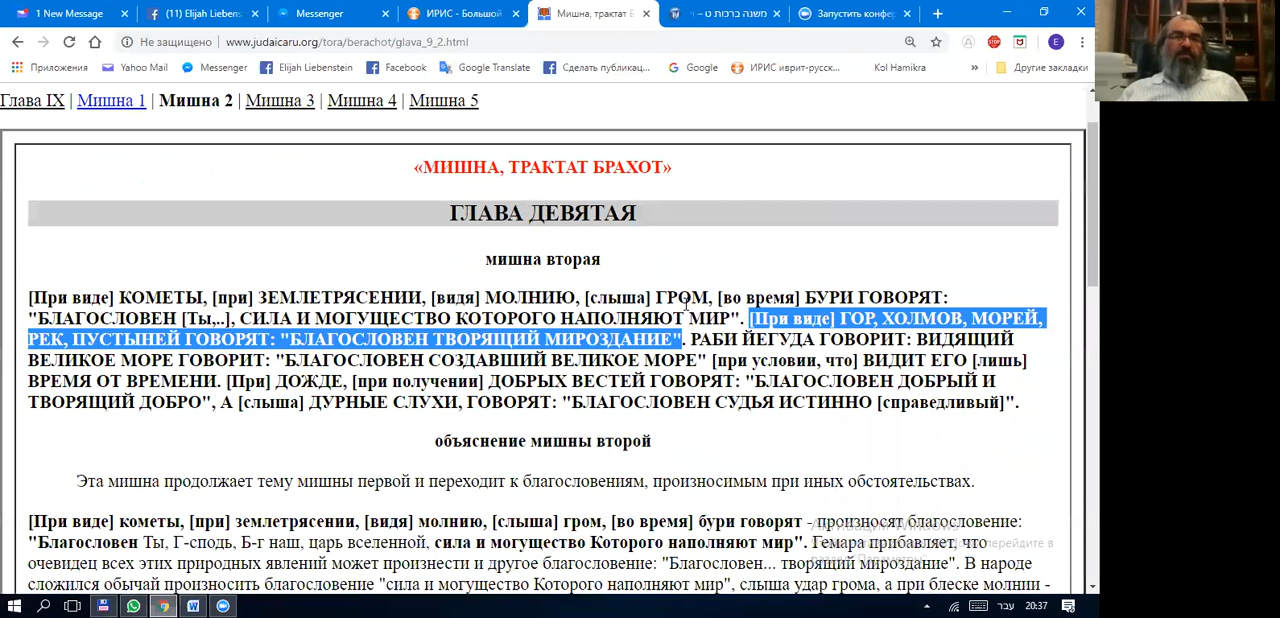 1 New Message
(11) Elijah Lieben
Messenger
ИРИС - Большой
Мишна, трактат Б
משנה ברכות ט – ו
Запустить конфе
Не защищено
www.judaicaru.org/tora/berachot/glava_9_2.html
E
Приложения
Yahoo Mail
Messenger
Elijah Liebenstein
Facebook
Google Translate
Сделать публикац...
Google
ИРИС иврит-русск...
Kol Hamikra
»
Другие закладки
Глава IX | Мишна 1 | Мишна 2 | Мишна 3 | Мишна 4 | Мишна 5
«МИШНА, ТРАКТАТ БРАХОТ»
ГЛАВА ДЕВЯТАЯ
мишна вторая
[При виде] КОМЕТЫ, [при] ЗЕМЛЕТРЯСЕНИИ, [видя] МОЛНИЮ, [слыша] ГРОМ, [во время] БУРИ ГОВОРЯТ:
"БЛАГОСЛОВЕН [Ты,..], СИЛА И МОГУЩЕСТВО КОТОРОГО НАПОЛНЯЮТ МИР". [При виде] ГОР, ХОЛМОВ, МОРЕЙ,
РЕК, ПУСТЫНЕЙ ГОВОРЯТ: "БЛАГОСЛОВЕН ТВОРЯЩИЙ МИРОЗДАНИЕ". РАБИ ЙЕГУДА ГОВОРИТ: ВИДЯЩИЙ
ВЕЛИКОЕ МОРЕ ГОВОРИТ: "БЛАГОСЛОВЕН СОЗДАВШИЙ ВЕЛИКОЕ МОРЕ" [при условии, что] ВИДИТ ЕГО [лишь]
ВРЕМЯ ОТ ВРЕМЕНИ. [При] ДОЖДЕ, [при получении] ДОБРЫХ ВЕСТЕЙ ГОВОРЯТ: "БЛАГОСЛОВЕН ДОБРЫЙ И
ТВОРЯЩИЙ ДОБРО", А [слыша] ДУРНЫЕ СЛУХИ, ГОВОРЯТ: "БЛАГОСЛОВЕН СУДЬЯ ИСТИННО [справедливый]".
объяснение мишны второй
Эта мишна продолжает тему мишны первой и переходит к благословениям, произносимым при иных обстоятельствах.
[При виде] кометы, [при] землетрясении, [видя] молнию, [слыша] гром, [во время] бури говорят - произносят благословение:
"Благословен Ты, Г-сподь, Б-г наш, царь вселенной, сила и могущество Которого наполняют мир". Гемара прибавляет, что
очевидец всех этих природных явлений может произнести и другое благословение: "Благословен... творящий мироздание". В народе
сложился обычай произносить благословение "сила и могущество Которого наполняют мир", слыша удар грома, а при блеске молнии -
עבר
20:37